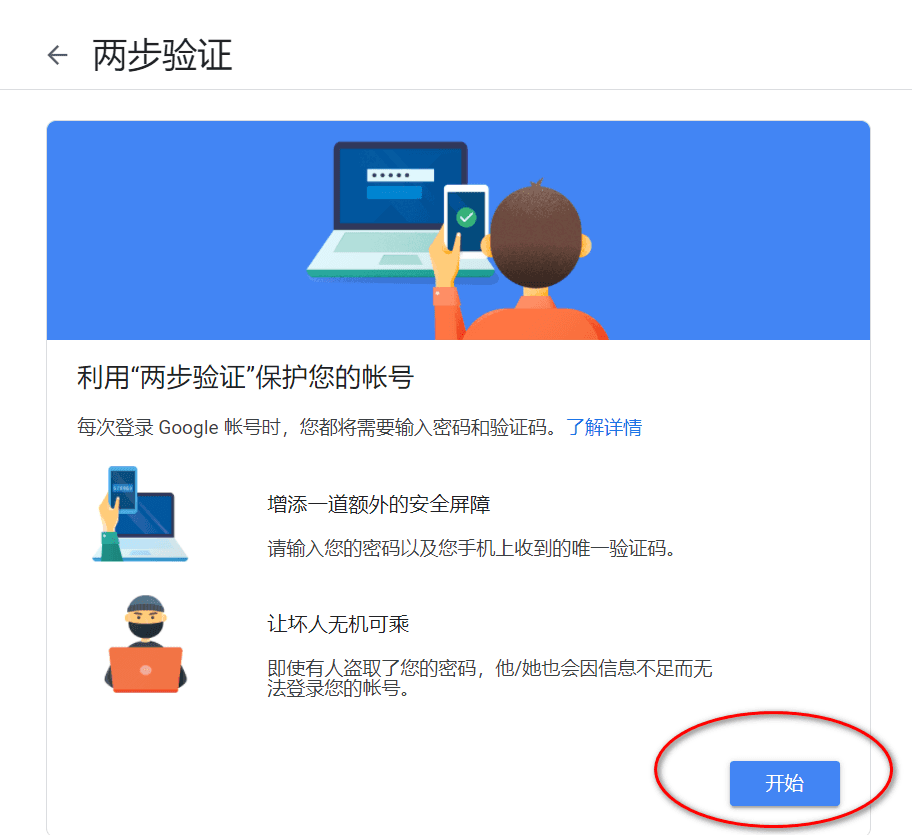 两步验证
利用“两步验证”保护您的帐号
每次登录 Google 帐号时，您都将需要输入密码和验证码。了解详情
增添一道额外的安全屏障
请输入您的密码以及您手机上收到的唯一验证码。
让坏人无机可乘
即使有人盗取了您的密码，他/她也会因信息不足而无
法登录您的帐号。
开始